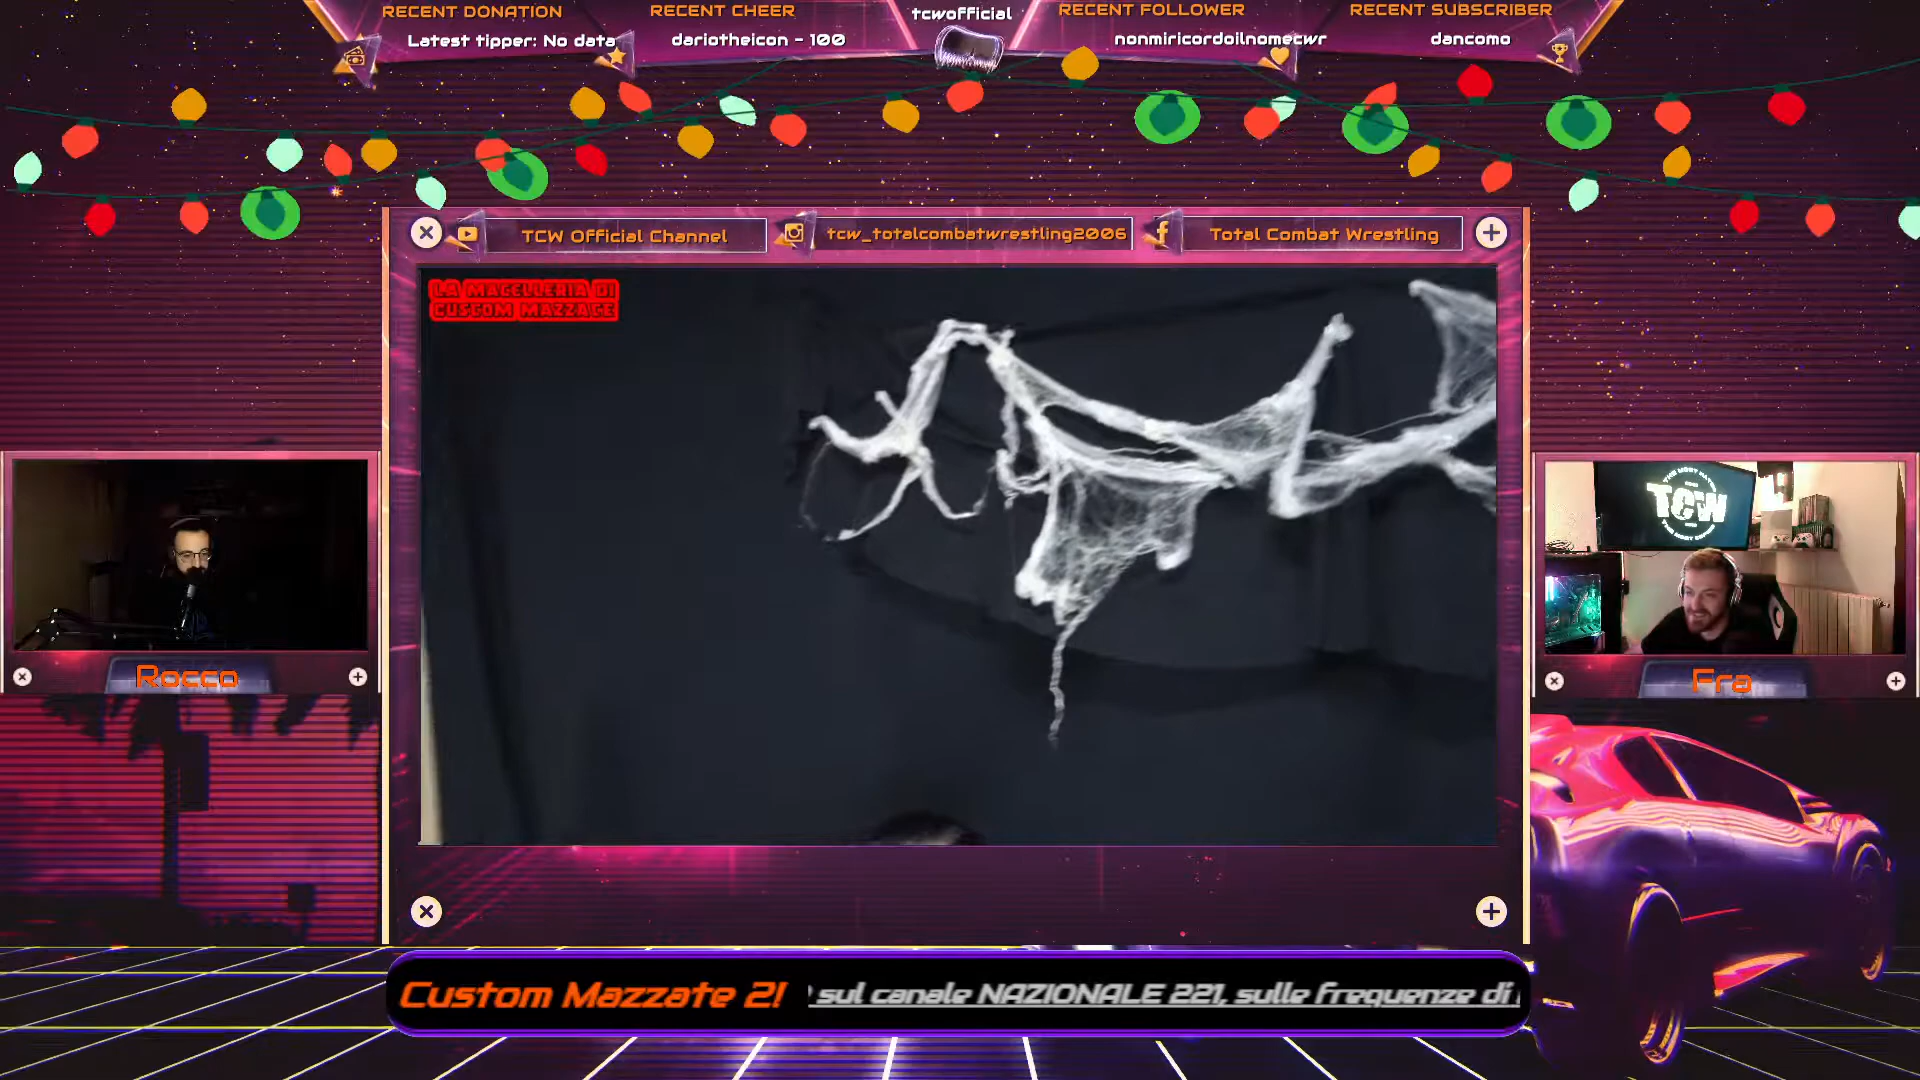 RECENT DONATION
Latest tipper: No data
RECENT CHEER
dariotheicon - 100
tcwofficial
RECENT FOLLOWER
nonmiricordoilnomecwr
RECENT SUBSCRIBER
dancomo
TCW Official Channel
tcw_totalcombatwrestling2006
Total Combat Wrestling
LA MACELLERIA DI
CUSTOM MAZZATE
TCW
Rocco
Fra
Custom Mazzate 2!
sul canale NAZIONALE 221, sulle frequenze di